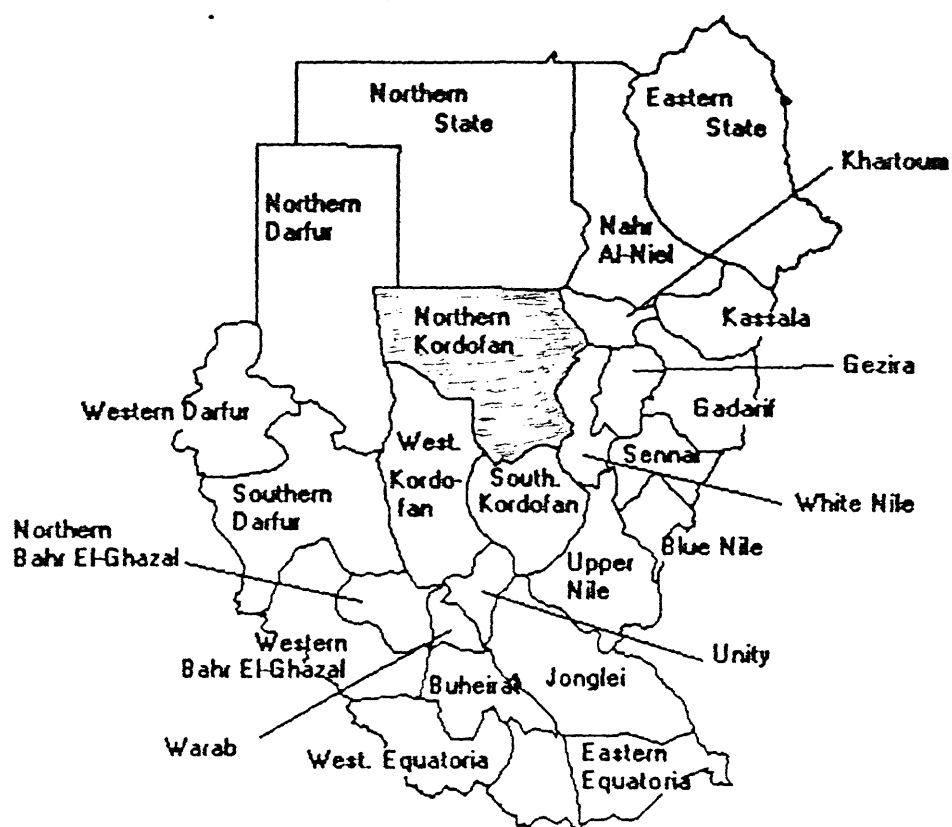 Northern
State
Eastern
State
Khartoum
Northern
Darfur
Nahr
Al-Niel
Northern
Kordofan
Kassala
Gezira
Western Darfur
Gadarif
West.
Kordo-
fan
South.
Kordofan
Sennar
White Nile
Southern
Darfur
Northern
Bahr El-Ghazal
Blue Nile
Upper
Nile
Western
Bahr El-Ghazal
Unity
Buheirat
Jonglei
Warab
West. Equatoria
Eastern
Equatoria